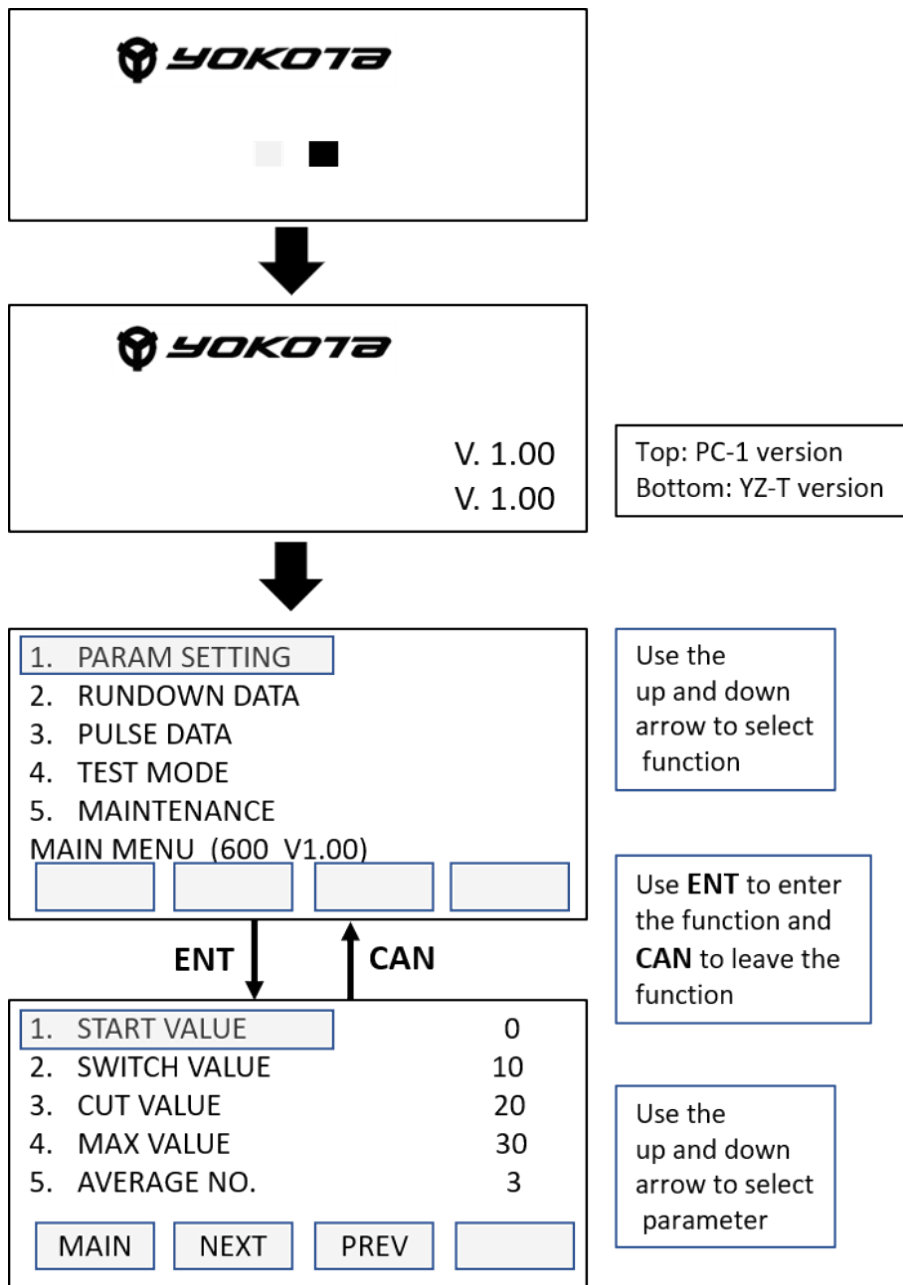 YOKOTA
YOKOTA
V. 1.00
V. 1.00
Top: PC-1 version
Bottom: YZ-T version
1. PARAM SETTING
2. RUNDOWN DATA
3. PULSE DATA
4. TEST MODE
5. MAINTENANCE
MAIN MENU (600 V1.00)
Use the
up and down
arrow to select
function
ENT
CAN
Use ENT to enter
the function and
CAN to leave the
function
1. START VALUE 0
2. SWITCH VALUE 10
3. CUT VALUE 20
4. MAX VALUE 30
5. AVERAGE NO. 3
MAIN NEXT PREV
Use the
up and down
arrow to select
parameter